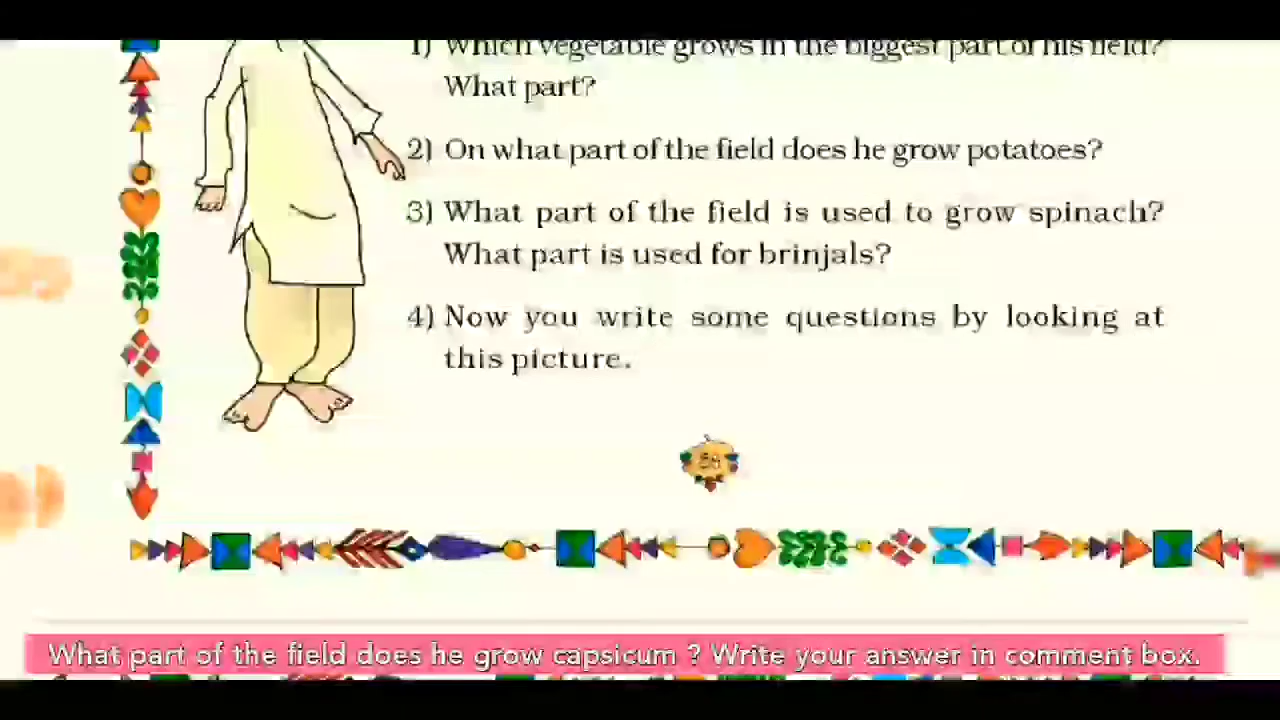 1) Which vegetable grows in the biggest part of his field?
What part?
2) On what part of the field does he grow potatoes?
3) What part of the field is used to grow spinach?
What part is used for brinjals?
4) Now you write some questions by looking at
this picture.
What part of the field does he grow capsicum ? Write your answer in comment box.